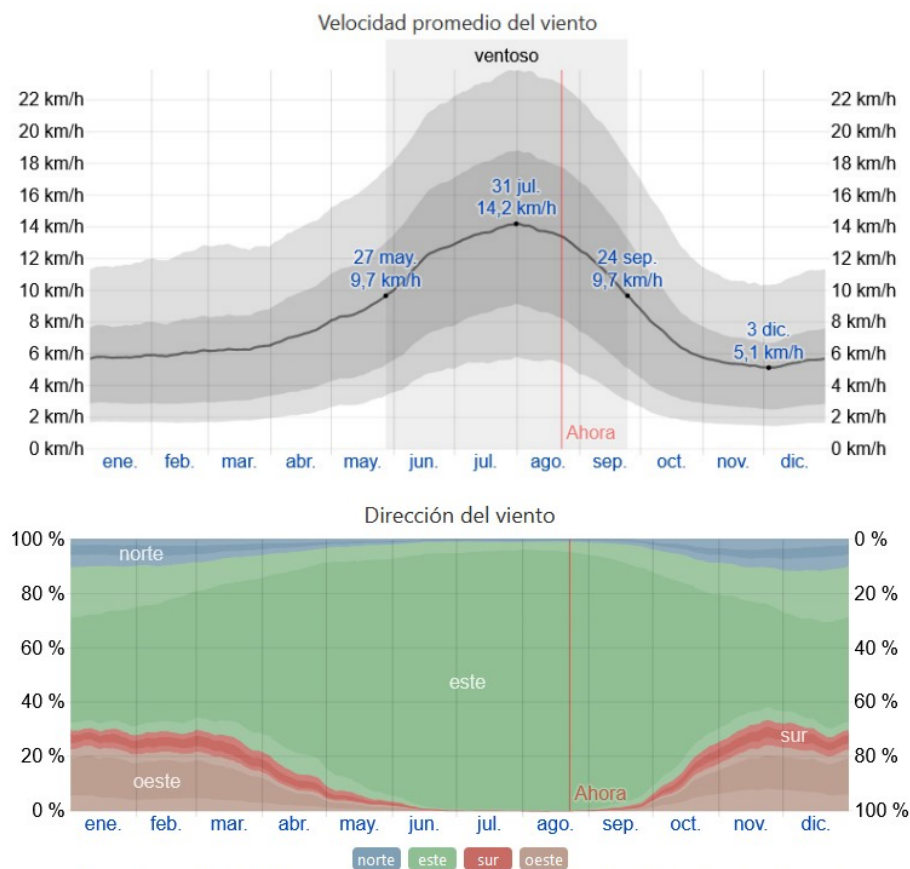 Velocidad promedio del viento
ventoso
22 km/h 22 km/h
20 km/h 20 km/h
18 km/h 18 km/h
16 km/h 31 jul. 16 km/h
14,2 km/h
14 km/h 14 km/h
12 km/h 27 may. 24 sep. 12 km/h
9,7 km/h 9,7 km/h
10 km/h 10 km/h
8 km/h 3 dic. 8 km/h
6 km/h 5,1 km/h 6 km/h
4 km/h 4 km/h
2 km/h 2 km/h
0 km/h Ahora 0 km/h
ene. feb. mar. abr. may. jun. jul. ago. sep. oct. nov. dic.
Dirección del viento
100 % 0 %
norte
80 % 20 %
60 % 40 %
este
40 % 60 %
sur
20 % 80 %
oeste
Ahora
0 % 100 %
ene. feb. mar. abr. may. jun. jul. ago. sep. oct. nov. dic.
norte este sur oeste